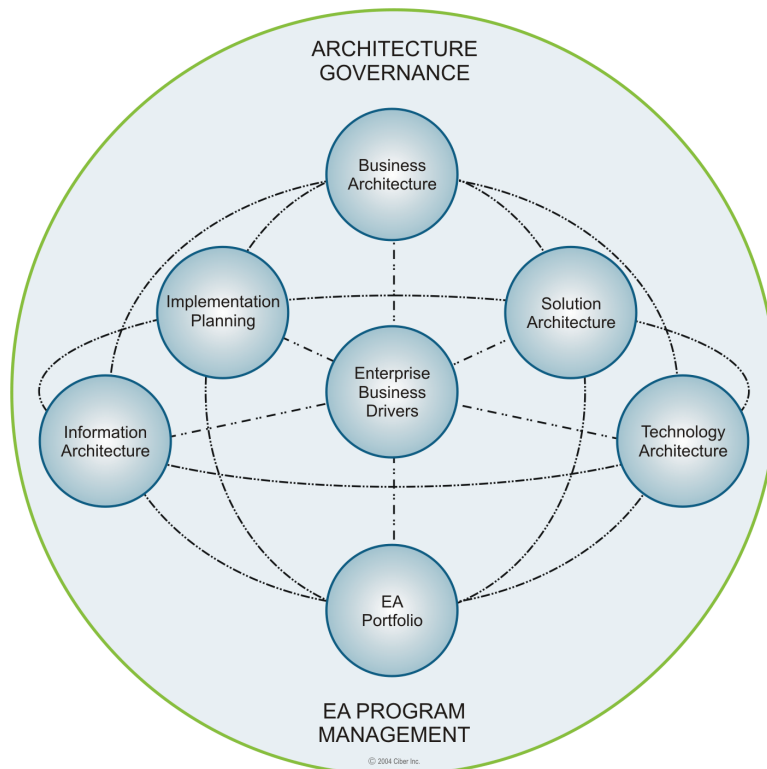 ARCHITECTURE
GOVERNANCE
Business
Architecture
Implementation
Planning
Solution
Architecture
Enterprise
Business
Drivers
Information
Architecture
Technology
Architecture
EA
Portfolio
EA PROGRAM
MANAGEMENT
© 2004 Ciber Inc.